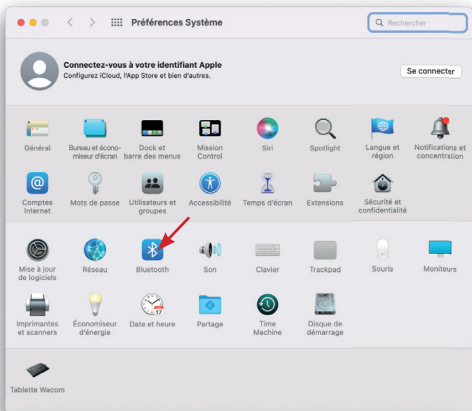 Préférences Système
Rechercher
Connectez-vous à votre identifiant Apple
Configurez iCloud, l'App Store et bien d'autres.
Se connecter
Général
Bureau et écono-
miseur d'écran
Dock et
barre des menus
Mission
Control
Siri
Spotlight
Langue et
région
Notifications et
concentration
Comptes
Internet
Mots de passe
Utilisateurs et
groupes
Accessibilité
Temps d'écran
Extensions
Sécurité et
confidentialité
Mise à jour
de logiciels
Réseau
Bluetooth
Son
Clavier
Trackpad
Souris
Moniteurs
Imprimantes
et scanners
Économiseur
d'énergie
Date et heure
Partage
Time
Machine
Disque de
démarrage
Tablette Wacom